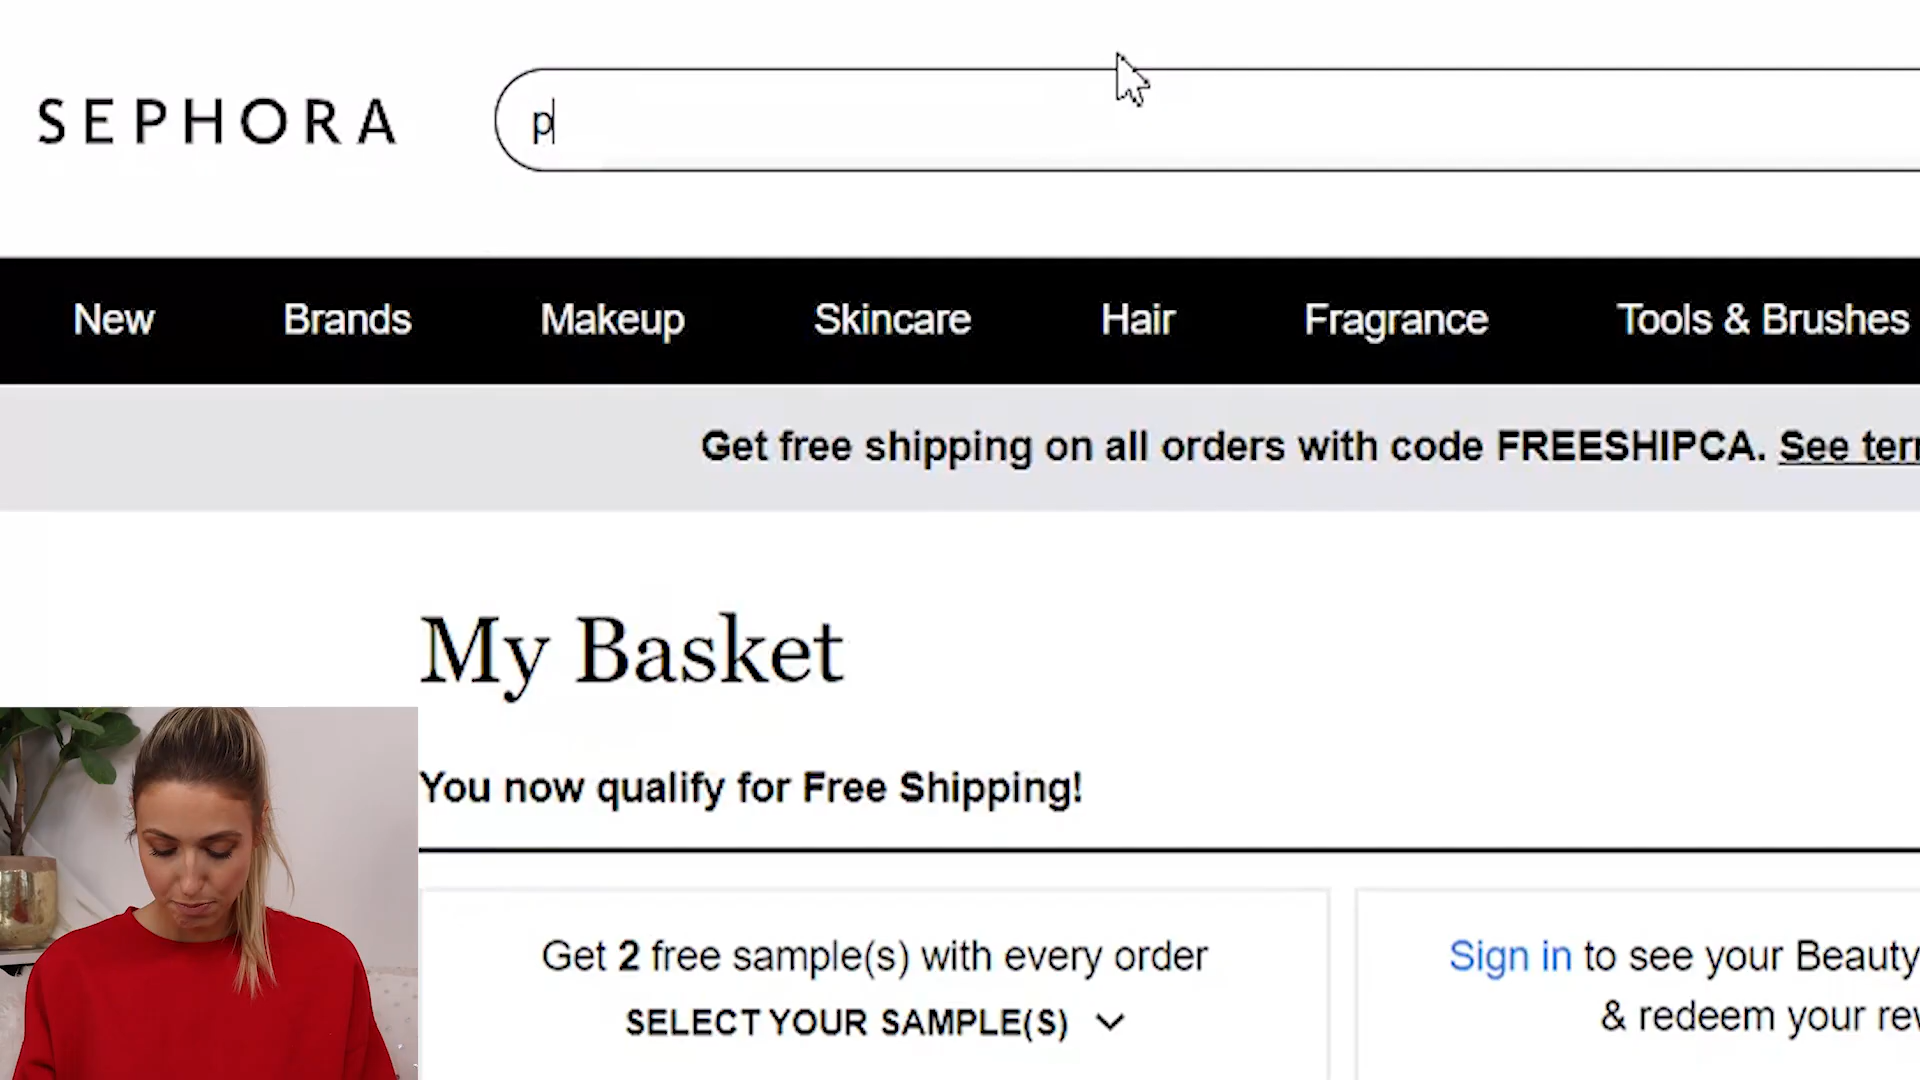 SEPHORA
p
New Brands Makeup Skincare Hair Fragrance Tools & Brushes
Get free shipping on all orders with code FREESHIPCA. See
My Basket
You now qualify for Free Shipping!
Get 2 free sample(s) with every order
SELECT YOUR SAMPLE(S)
Sign in to see your Beauty
& redeem your